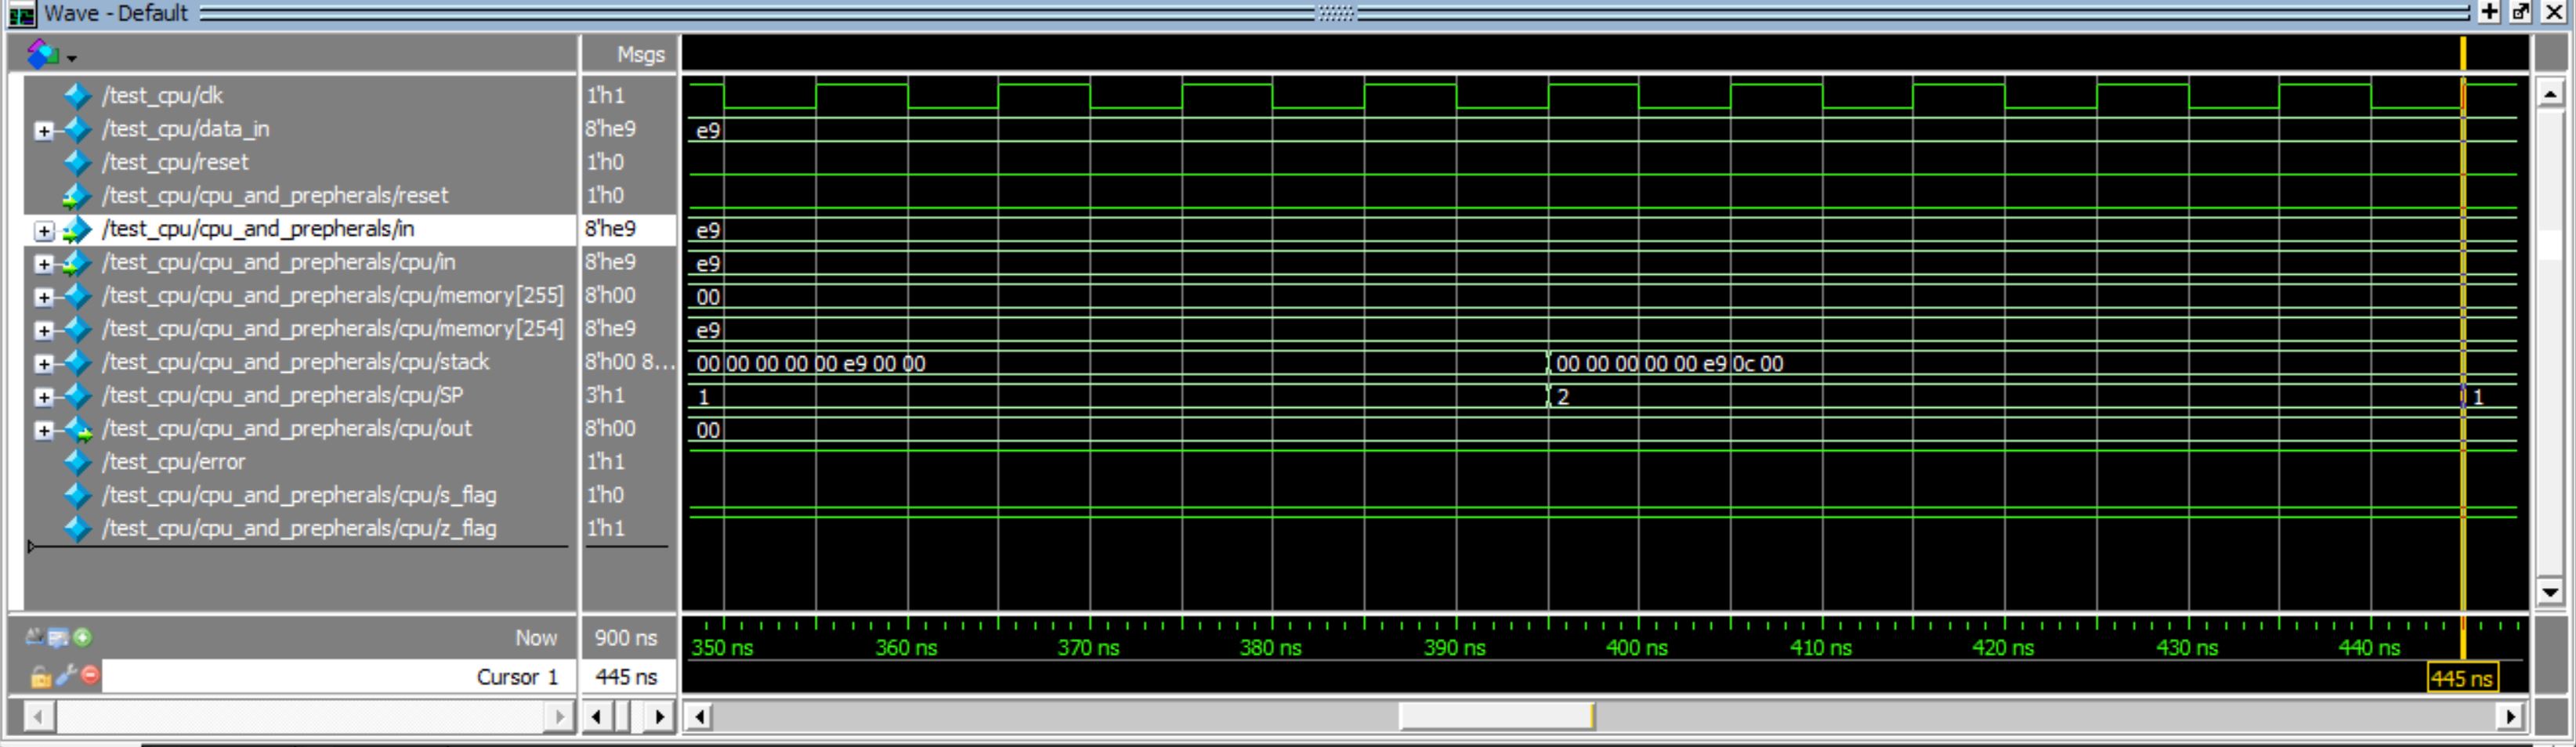 Wave - Default
Msgs
/test_cpu/clk 1'h1
/test_cpu/data_in 8'he9 e9
/test_cpu/reset 1'h0
/test_cpu/cpu_and_prepherals/reset 1'h0
/test_cpu/cpu_and_prepherals/in 8'he9 e9
/test_cpu/cpu_and_prepherals/cpu/in 8'he9 e9
/test_cpu/cpu_and_prepherals/cpu/memory[255] 8'h00 00
/test_cpu/cpu_and_prepherals/cpu/memory[254] 8'he9 e9
/test_cpu/cpu_and_prepherals/cpu/stack 8'h00 8... 00 00 00 00 00 e9 00 00 00 00 00 00 00 e9 0c 00
/test_cpu/cpu_and_prepherals/cpu/SP 3'h1 1 2 1
/test_cpu/cpu_and_prepherals/cpu/out 8'h00 00
/test_cpu/error 1'h1
/test_cpu/cpu_and_prepherals/cpu/s_flag 1'h0
/test_cpu/cpu_and_prepherals/cpu/z_flag 1'h1
Now 900 ns 350 ns 360 ns 370 ns 380 ns 390 ns 400 ns 410 ns 420 ns 430 ns 440 ns
Cursor 1 445 ns 445 ns